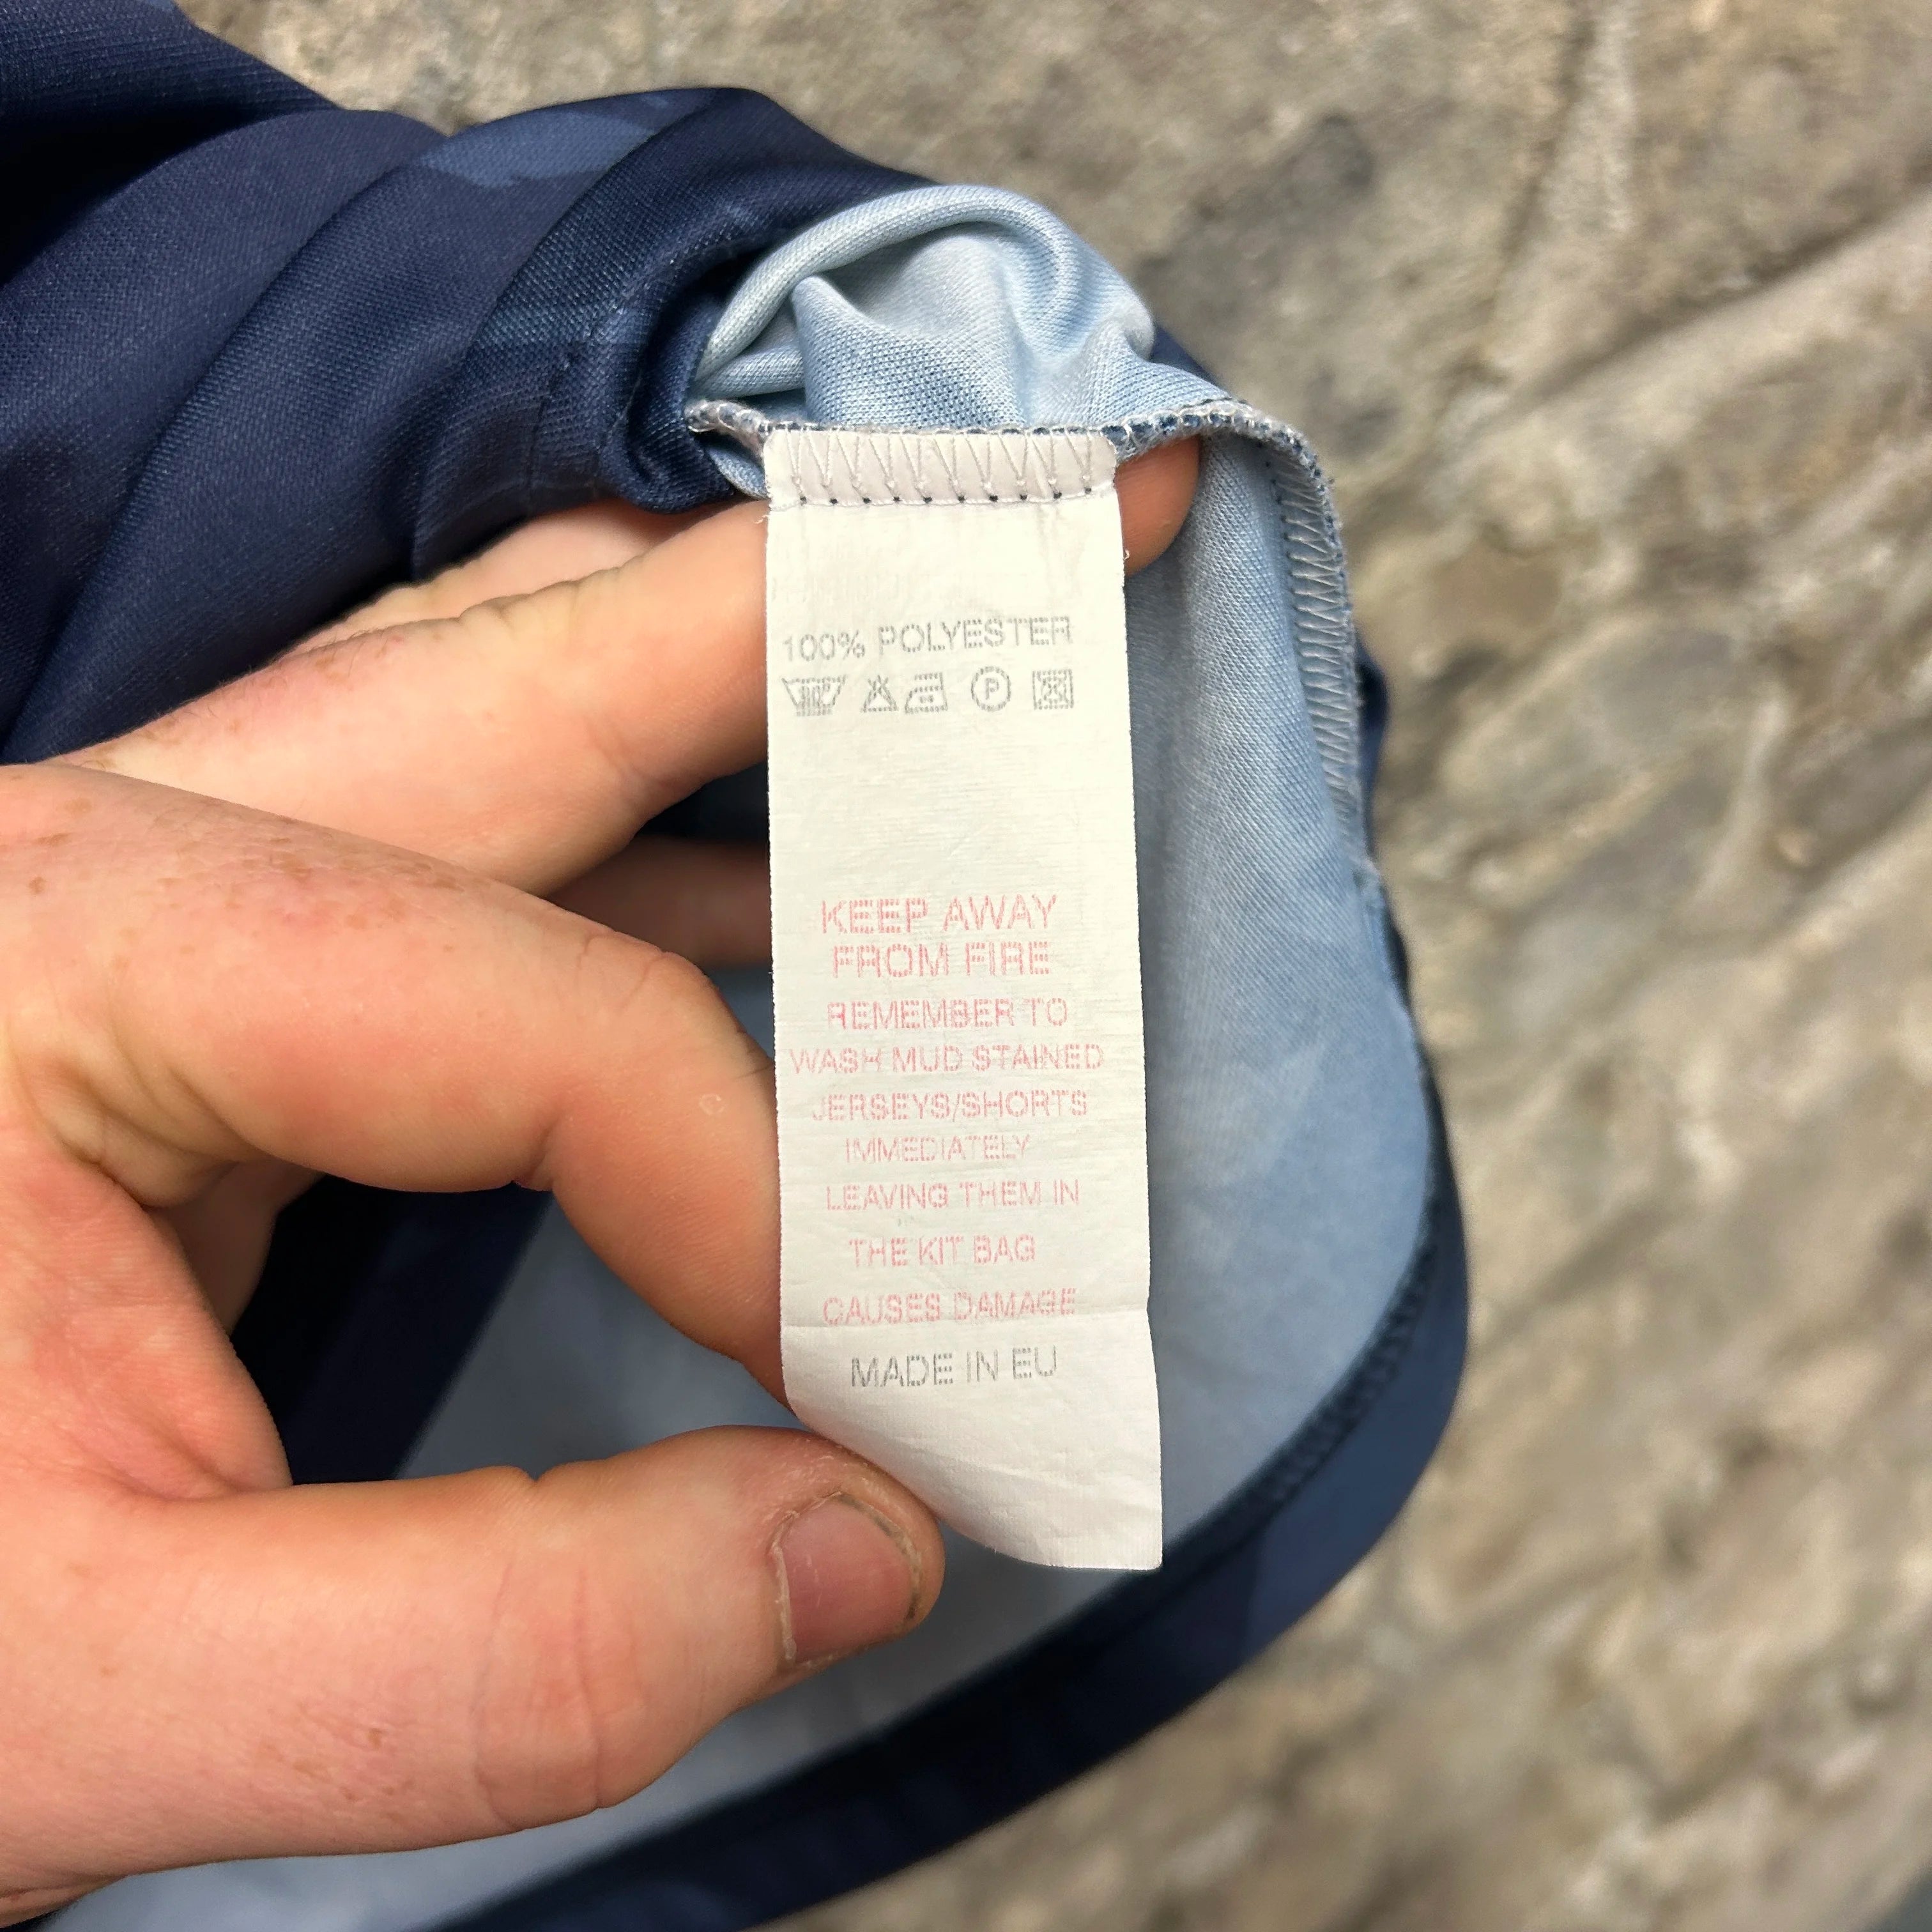 100% POLYESTER
P
KEEP AWAY
FROM FIRE
REMEMBER TO
WASH MUD STAINED
JERSEYS/SHORTS
IMMEDIATELY
LEAVING THEM IN
THE KIT BAG
CAUSES DAMAGE
MADE IN EU